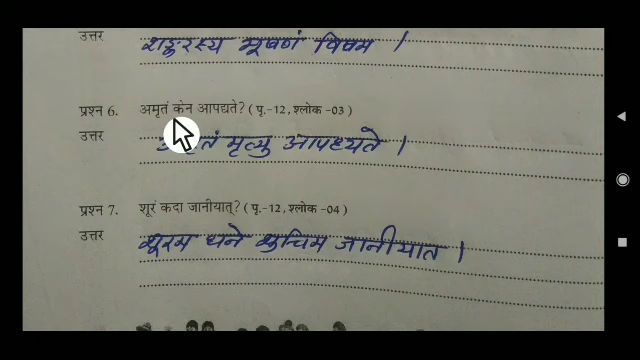 उत्तर शङ्करस्य भूषणं विषम ।
प्रश्न 6. अमृतं केन आपद्यते? (पृ.-12, श्लोक -03)
उत्तर मृत्यु आपद्यते ।
प्रश्न 7. शूरं कदा जानीयात्? (पृ.-12, श्लोक -04)
उत्तर शूरम धने शुचिम जानीयात ।